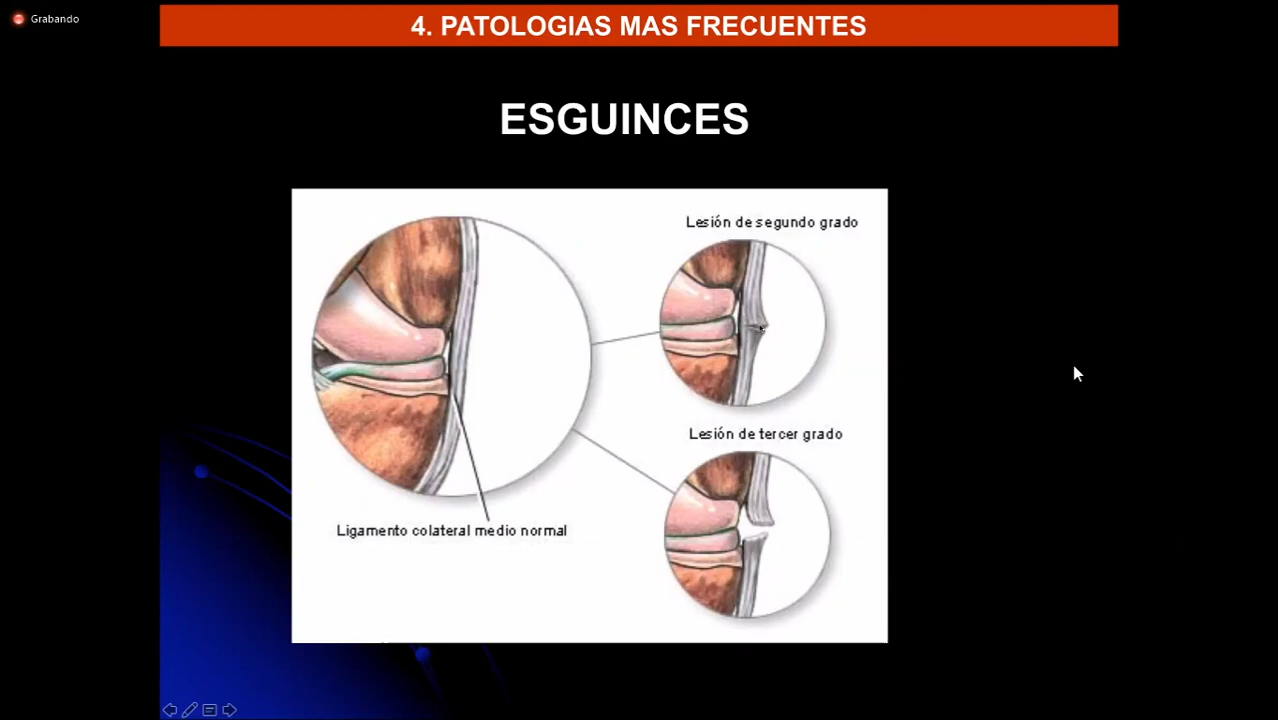 Grabando
4. PATOLOGIAS MAS FRECUENTES
ESGUINCES
Lesión de segundo grado
Lesión de tercer grado
Ligamento colateral medio normal